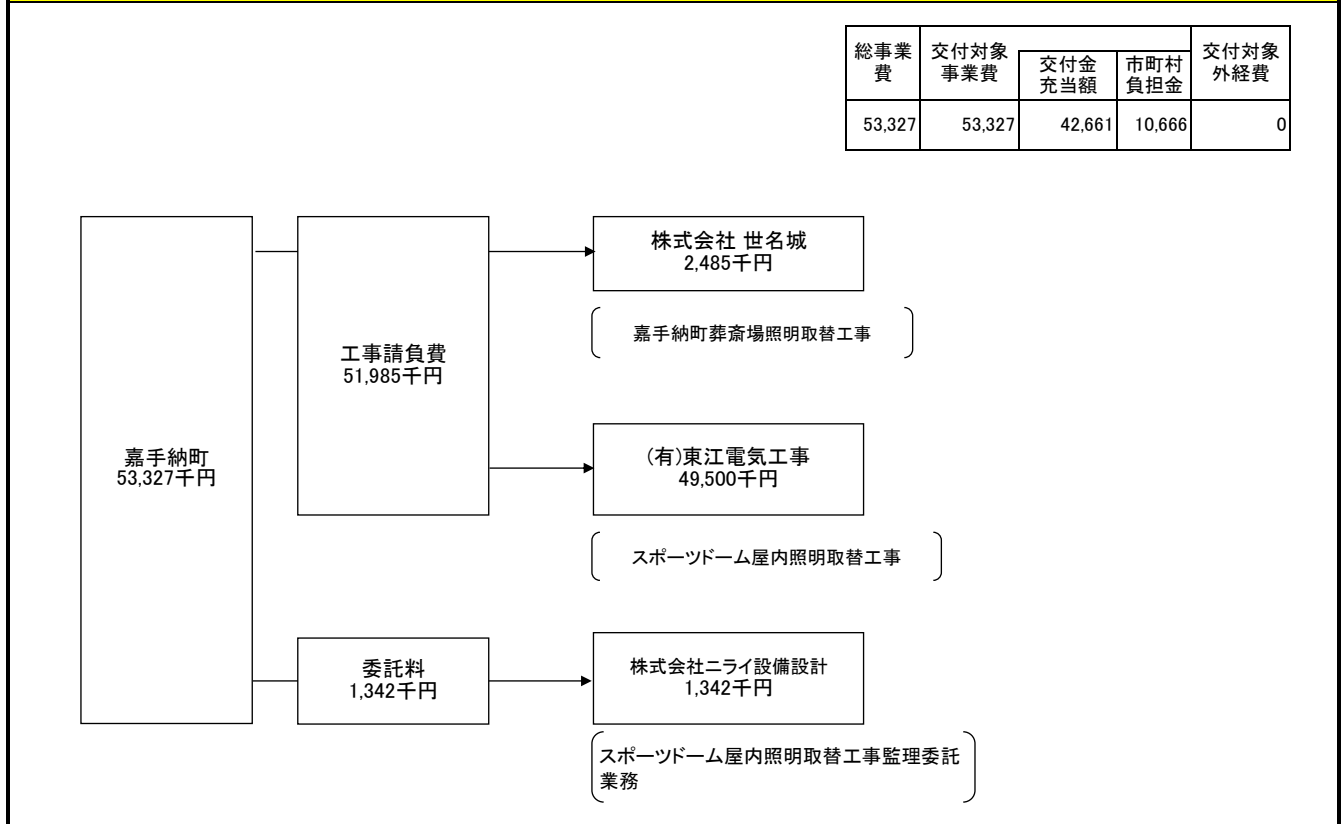 総事業費
交付対象事業費
交付金充当額
市町村負担金
交付対象外経費
53,327
53,327
42,661
10,666
0
嘉手納町
53,327千円
工事請負費
51,985千円
株式会社 世名城
2,485千円
嘉手納町葬斎場照明取替工事
(有)東江電気工事
49,500千円
スポーツドーム屋内照明取替工事
委託料
1,342千円
株式会社ニライ設備設計
1,342千円
スポーツドーム屋内照明取替工事監理委託
業務